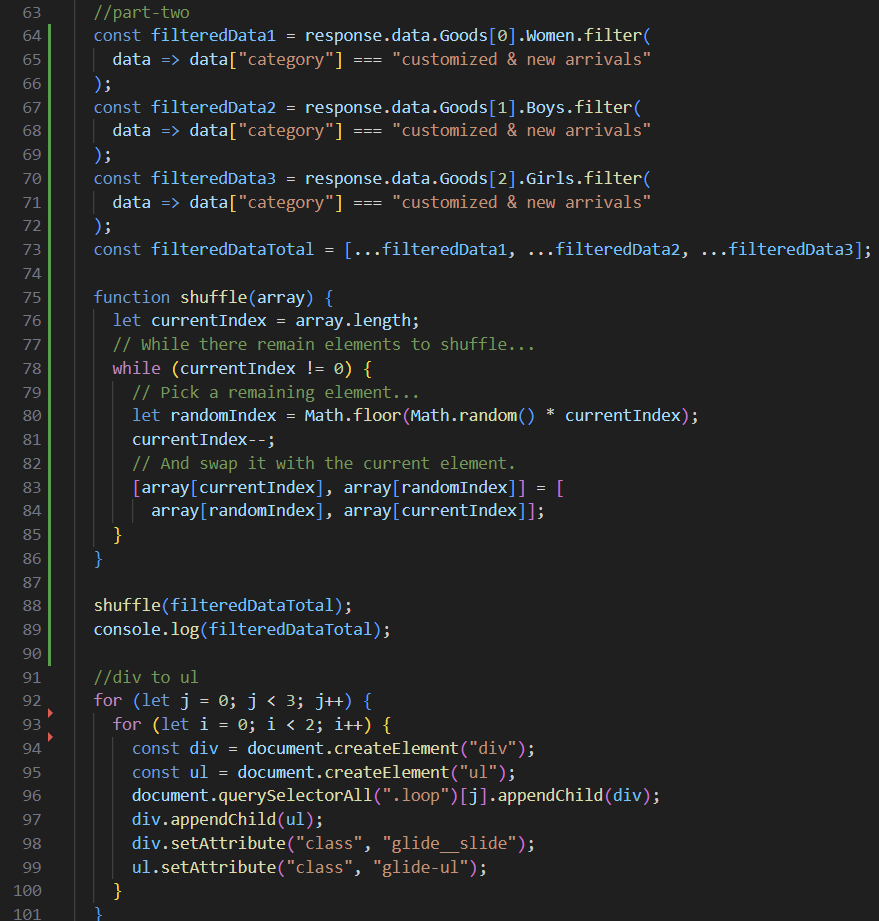 63 //part-two
64 const filteredData1 = response.data.Goods[0].Women.filter(
65 data => data["category"] === "customized & new arrivals"
66 );
67 const filteredData2 = response.data.Goods[1].Boys.filter(
68 data => data["category"] === "customized & new arrivals"
69 );
70 const filteredData3 = response.data.Goods[2].Girls.filter(
71 data => data["category"] === "customized & new arrivals"
72 );
73 const filteredDataTotal = [...filteredData1, ...filteredData2, ...filteredData3];
74
75 function shuffle(array) {
76 let currentIndex = array.length;
77 // While there remain elements to shuffle...
78 while (currentIndex != 0) {
79 // Pick a remaining element...
80 let randomIndex = Math.floor(Math.random() * currentIndex);
81 currentIndex--;
82 // And swap it with the current element.
83 [array[currentIndex], array[randomIndex]] = [
84 array[randomIndex], array[currentIndex]];
85 }
86 }
87
88 shuffle(filteredDataTotal);
89 console.log(filteredDataTotal);
90
91 //div to ul
92 for (let j = 0; j < 3; j++) {
93 for (let i = 0; i < 2; i++) {
94 const div = document.createElement("div");
95 const ul = document.createElement("ul");
96 document.querySelectorAll(".loop")[j].appendChild(div);
97 div.appendChild(ul);
98 div.setAttribute("class", "glide__slide");
99 ul.setAttribute("class", "glide-ul");
100 }
101 }